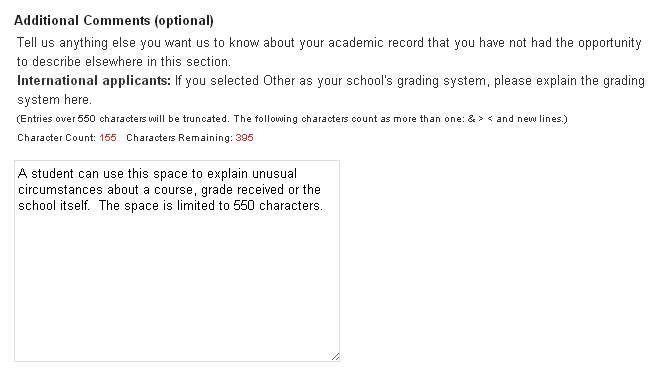 Additional Comments (optional)
Tell us anything else you want us to know about your academic record that you have not had the opportunity
to describe elsewhere in this section.
International applicants: If you selected Other as your school's grading system, please explain the grading
system here.
(Entries over 550 characters will be truncated. The following characters count as more than one: & > < and new lines.)
Character Count: 155 Characters Remaining: 395
A student can use this space to explain unusual
circumstances about a course, grade received or the
school itself.  The space is limited to 550 characters.